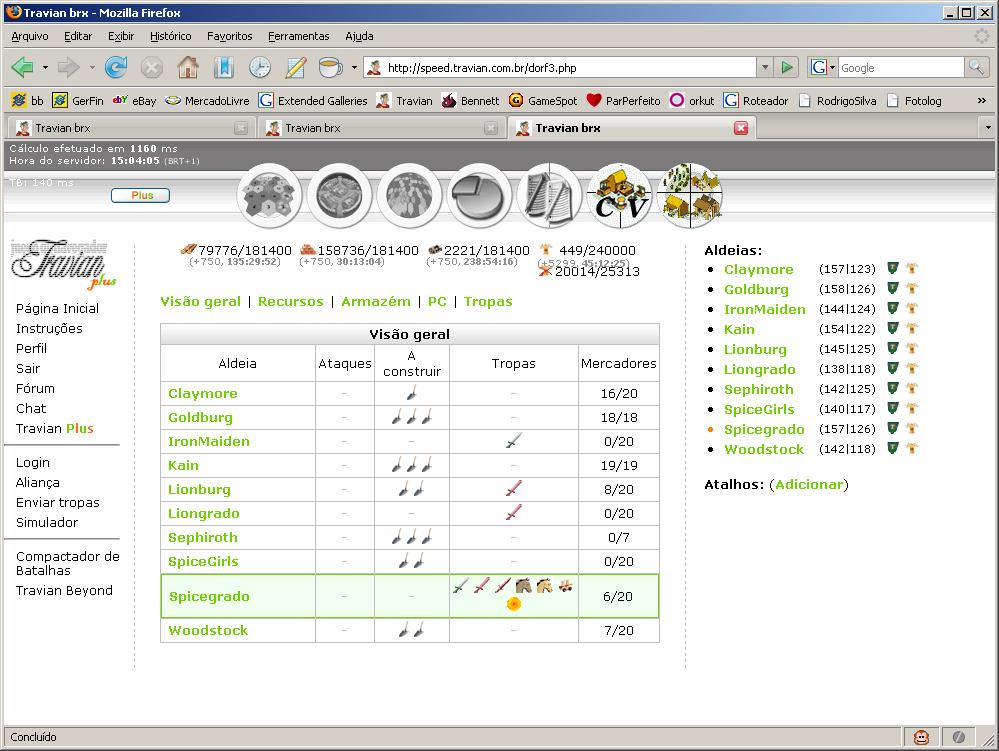 Travian brx - Mozilla Firefox
Arquivo Editar Exibir Histórico Favoritos Ferramentas Ajuda
http://speed.travian.com.br/dorf3.php Google
bb GerFin eBay MercadoLivre Extended Galleries Travian Bennett GameSpot ParPerfeito orkut Roteador RodrigoSilva Fotolog »
Travian brx Travian brx Travian brx
Cálculo efetuado em 1160 ms
Hora do servidor: 15:04:05 (BRT+1)
TB: 140 ms
Plus
C V
Travian plus
79776/181400 158736/181400 2221/181400 449/240000
(+750, 135:29:52) (+750, 30:13:04) (+750, 238:54:16) (+5299, 45:12:25)
20014/25313
Página Inicial
Instruções
Perfil
Sair
Fórum
Chat
Travian Plus
Login
Aliança
Enviar tropas
Simulador
Compactador de
Batalhas
Travian Beyond
Visão geral | Recursos | Armazém | PC | Tropas
Visão geral
Aldeia Ataques A construir Tropas Mercadores
Claymore - - 16/20
Goldburg - - 18/18
IronMaiden - - 0/20
Kain - - 19/19
Lionburg - 8/20
Liongrado - - 0/20
Sephiroth - - 0/7
SpiceGirls - - 0/20
Spicegrado - - 6/20
Woodstock - - 7/20
Aldeias:
Claymore (157|123)
Goldburg (158|126)
IronMaiden (144|124)
Kain (154|122)
Lionburg (145|125)
Liongrado (138|118)
Sephiroth (142|125)
SpiceGirls (140|117)
Spicegrado (157|126)
Woodstock (142|118)
Atalhos: (Adicionar)
Concluído